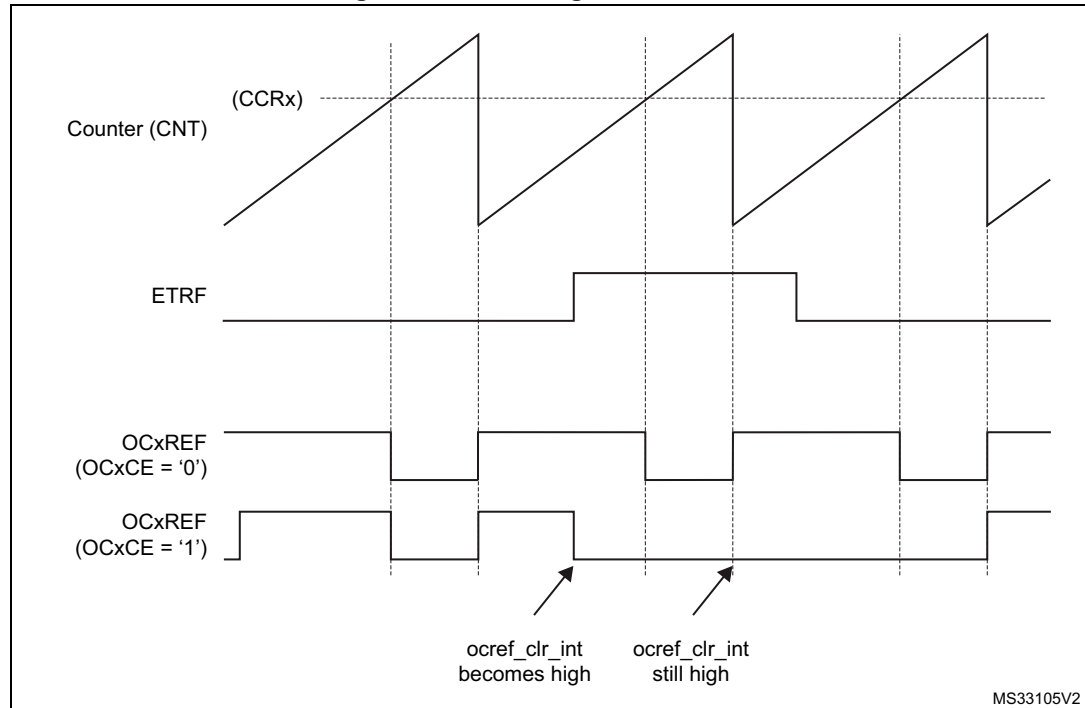 (CCRx)
Counter (CNT)
ETRF
OCxREF
(OCxCE = ‘0’)
OCxREF
(OCxCE = ‘1’)
ocref_clr_int
becomes high
ocref_clr_int
still high
MS33105V2